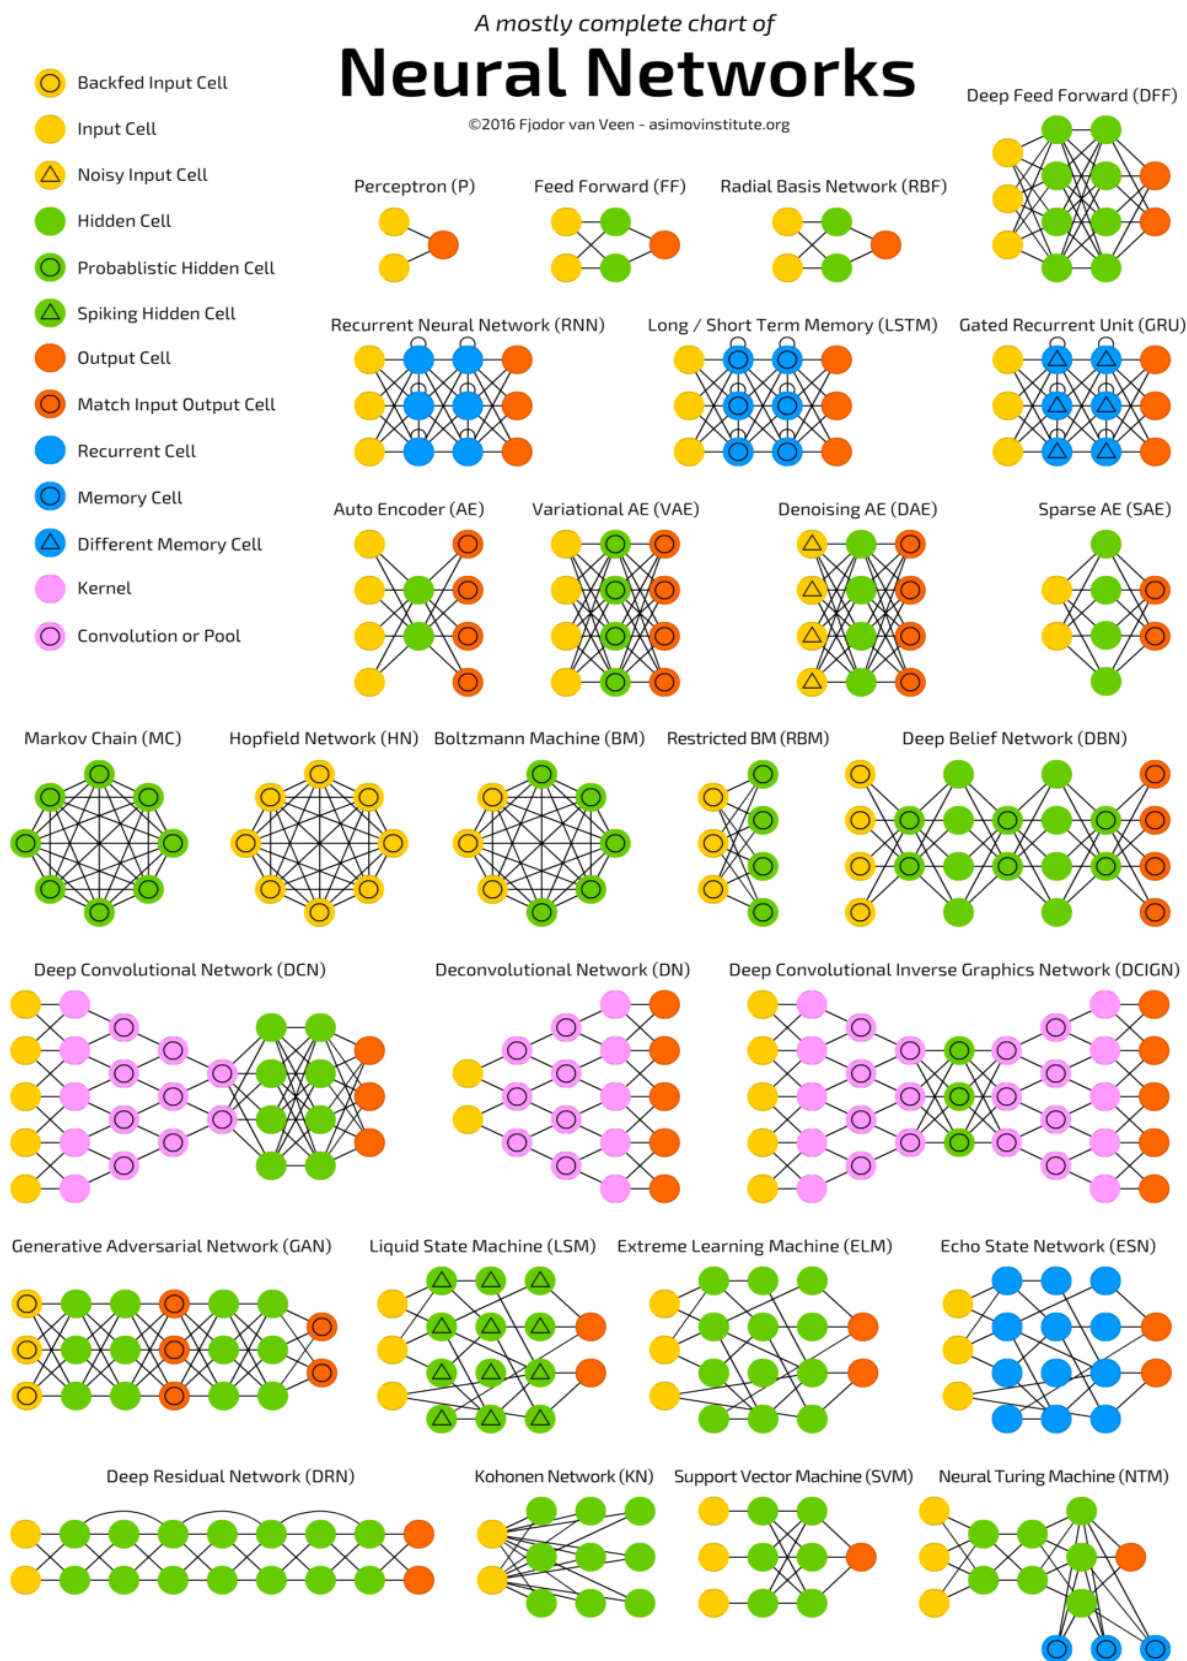 A mostly complete chart of
Neural Networks
©2016 Fjodor van Veen - asimovinstitute.org
Backfed Input Cell
Input Cell
Noisy Input Cell
Hidden Cell
Probablistic Hidden Cell
Spiking Hidden Cell
Output Cell
Match Input Output Cell
Recurrent Cell
Memory Cell
Different Memory Cell
Kernel
Convolution or Pool
Deep Feed Forward (DFF)
Perceptron (P)
Feed Forward (FF)
Radial Basis Network (RBF)
Recurrent Neural Network (RNN)
Long / Short Term Memory (LSTM)
Gated Recurrent Unit (GRU)
Auto Encoder (AE)
Variational AE (VAE)
Denoising AE (DAE)
Sparse AE (SAE)
Markov Chain (MC)
Hopfield Network (HN)
Boltzmann Machine (BM)
Restricted BM (RBM)
Deep Belief Network (DBN)
Deep Convolutional Network (DCN)
Deconvolutional Network (DN)
Deep Convolutional Inverse Graphics Network (DCIGN)
Generative Adversarial Network (GAN)
Liquid State Machine (LSM)
Extreme Learning Machine (ELM)
Echo State Network (ESN)
Deep Residual Network (DRN)
Kohonen Network (KN)
Support Vector Machine (SVM)
Neural Turing Machine (NTM)